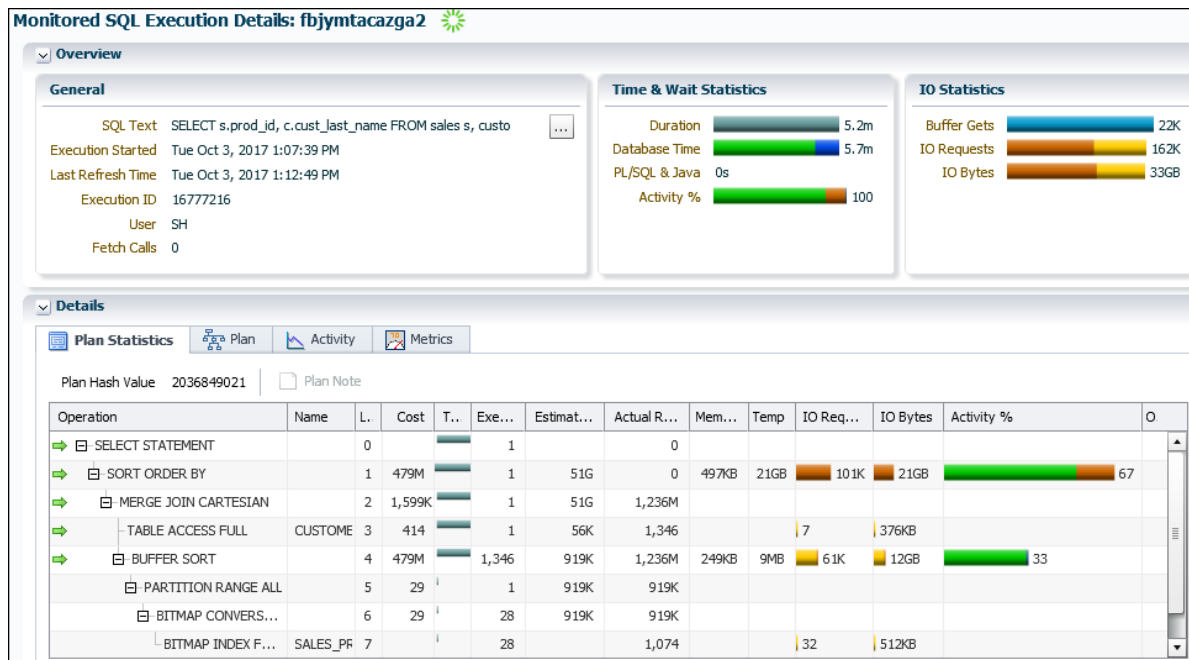 Monitored SQL Execution Details: fbjymtacazga2
Overview
General
SQL Text SELECT s.prod_id, c.cust_last_name FROM sales s, custo ...
Execution Started Tue Oct 3, 2017 1:07:39 PM
Last Refresh Time Tue Oct 3, 2017 1:12:49 PM
Execution ID 16777216
User SH
Fetch Calls 0
Time & Wait Statistics
Duration 5.2m
Database Time 5.7m
PL/SQL & Java 0s
Activity % 100
IO Statistics
Buffer Gets 22K
IO Requests 162K
IO Bytes 33GB
Details
Plan Statistics Plan Activity Metrics
Plan Hash Value 2036849021 Plan Note
Operation Name L.. Cost T... Exe... Estimat... Actual R... Mem... Temp IO Req... IO Bytes Activity % O
SELECT STATEMENT 0 1 0
SORT ORDER BY 1 479M 1 51G 0 497KB 21GB 101K 21GB 67
MERGE JOIN CARTESIAN 2 1,599K 1 51G 1,236M
TABLE ACCESS FULL CUSTOME 3 414 1 56K 1,346 7 376KB
BUFFER SORT 4 479M 1,346 919K 1,236M 249KB 9MB 61K 12GB 33
PARTITION RANGE ALL 5 29 1 919K 919K
BITMAP CONVERS... 6 29 28 919K 919K
BITMAP INDEX F... SALES_PR 7 28 1,074 32 512KB